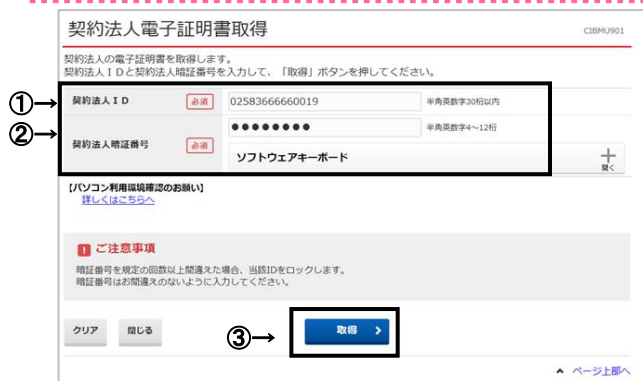 契約法人電子証明書取得
CIBMU901
契約法人の電子証明書を取得します。
契約法人IDと契約法人暗証番号を入力して、「取得」ボタンを押してください。
①→
契約法人ID
必須
02583666660019
半角英数字30桁以内
②→
契約法人暗証番号
必須
●●●●●●●●
半角英数字4～12桁
ソフトウェアキーボード
開く
【パソコン利用環境確認のお願い】
詳しくはこちらへ
! ご注意事項
暗証番号を規定の回数以上間違えた場合、当該IDをロックします。
暗証番号はお間違えのないように入力してください。
クリア
閉じる
③→
取得
ページ上部へ